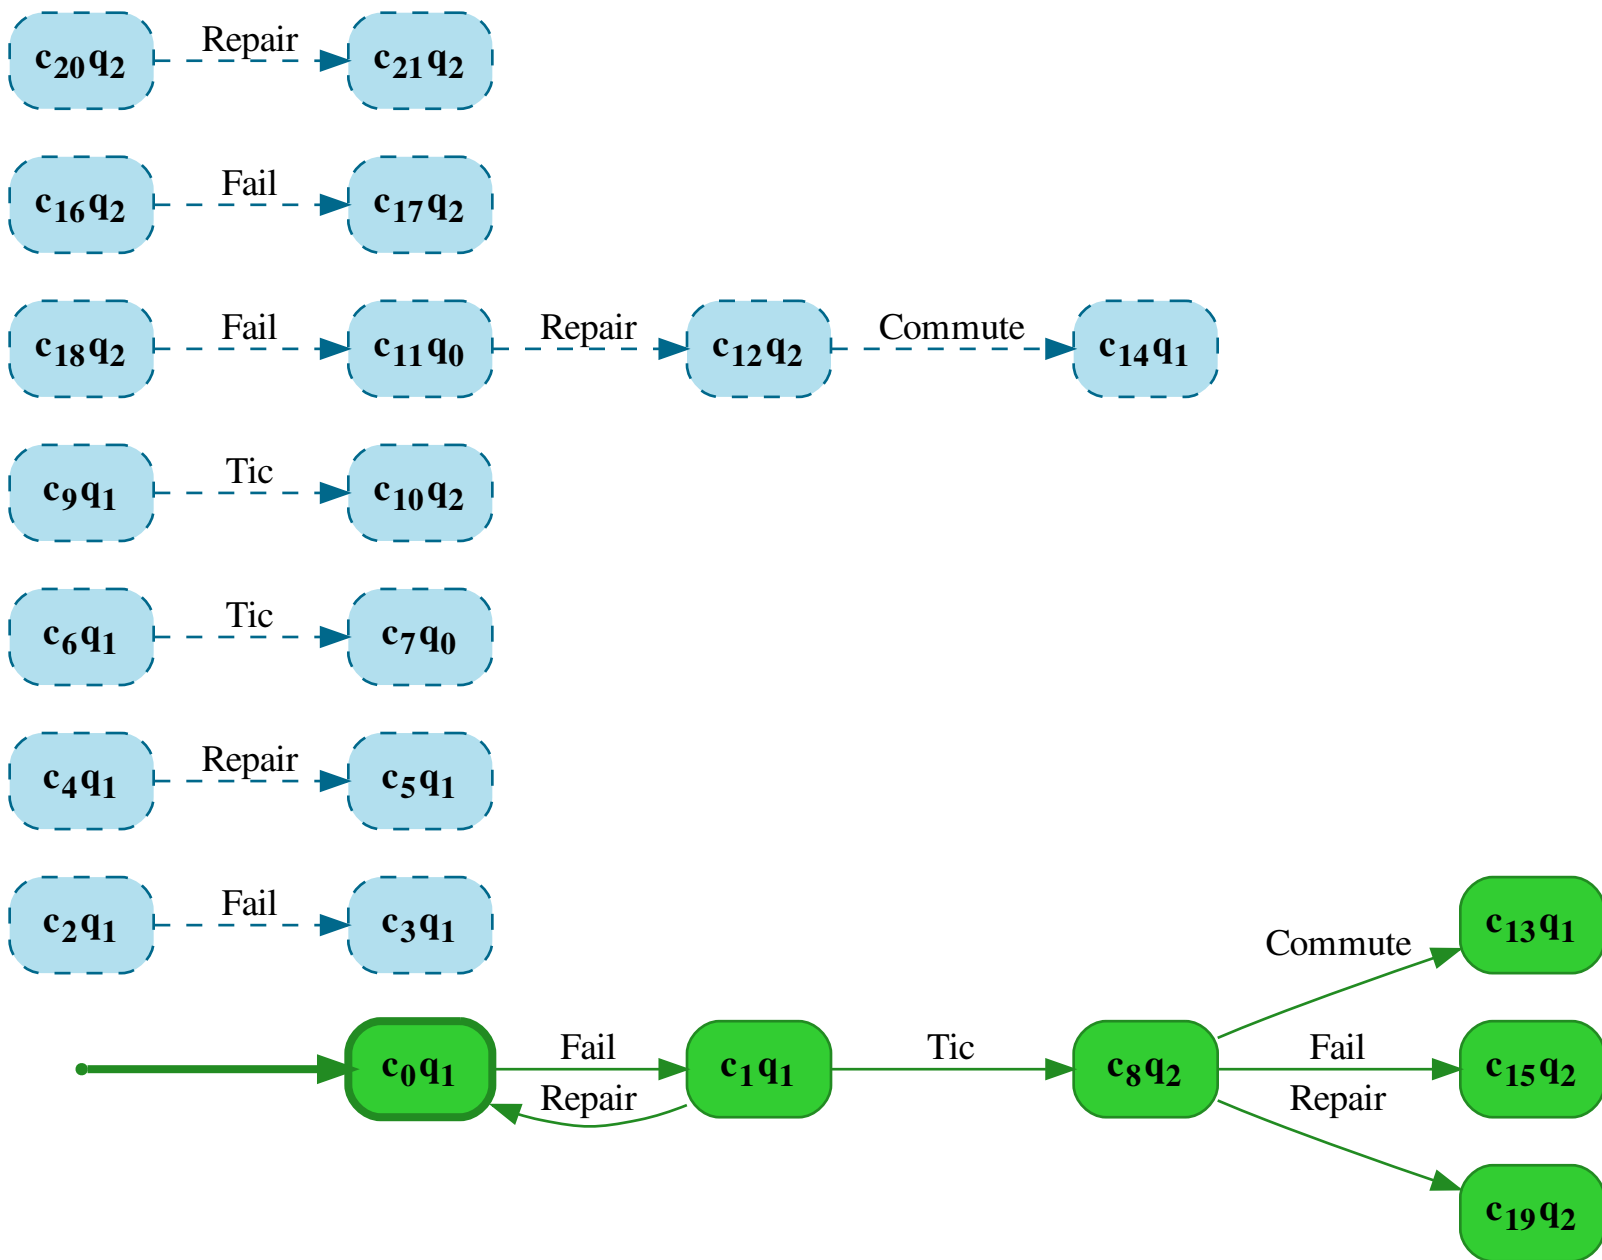 c₂₀q₂ Repair c₂₁q₂
c₁₆q₂ Fail c₁₇q₂
c₁₈q₂ Fail c₁₁q₀ Repair c₁₂q₂ Commute c₁₄q₁
c₉q₁ Tic c₁₀q₂
c₆q₁ Tic c₇q₀
c₄q₁ Repair c₅q₁
c₂q₁ Fail c₃q₁
Commute c₁₃q₁
c₀q₁ Fail c₁q₁ Tic c₈q₂ Fail c₁₅q₂
Repair Repair
c₁₉q₂